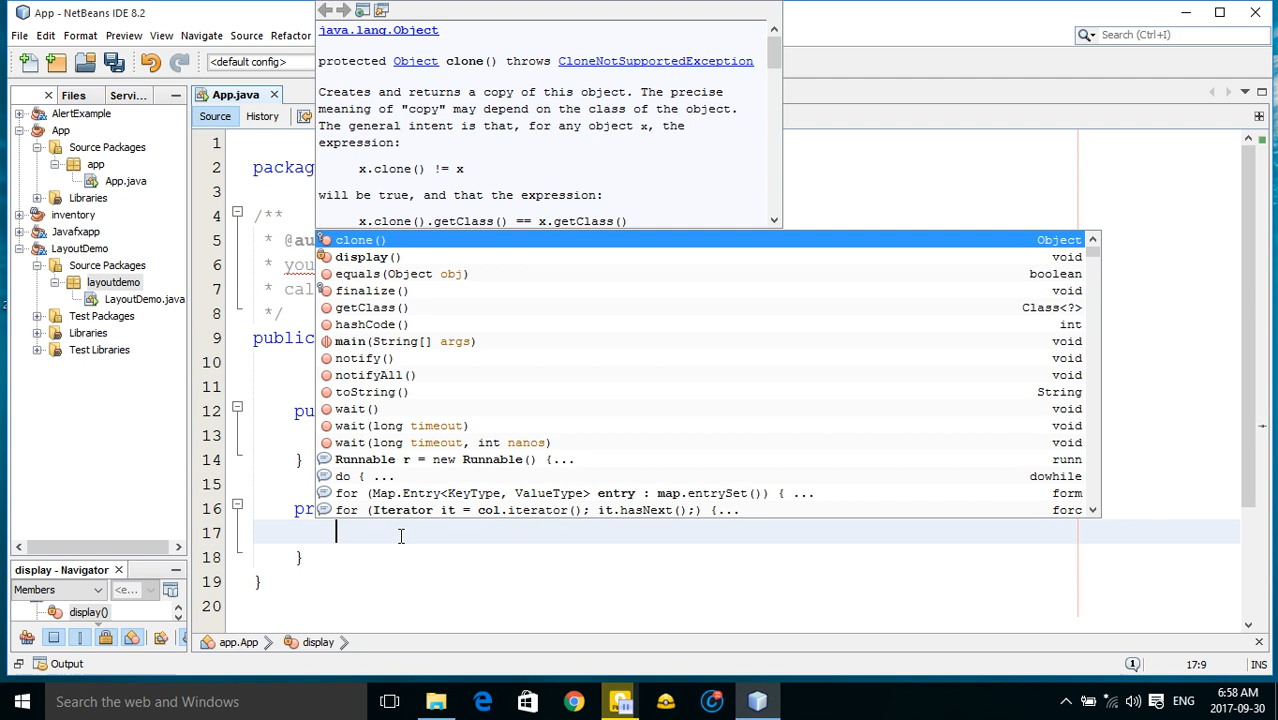 App - NetBeans IDE 8.2
File Edit Format Preview View Navigate Source Refactor
Search (Ctrl+I)
<default config>
Files Servi...
App.java
Source History
AlertExample
App
Source Packages
app
App.java
Libraries
inventory
Javafxapp
LayoutDemo
Source Packages
layoutdemo
LayoutDemo.java
Test Packages
Libraries
Test Libraries
java.lang.Object
protected Object clone() throws CloneNotSupportedException
Creates and returns a copy of this object. The precise
meaning of "copy" may depend on the class of the object.
The general intent is that, for any object x, the
expression:
x.clone() != x
will be true, and that the expression:
x.clone().getClass() == x.getClass()
1
2 packag
3
4 /**
5 * @au
6 * you
7 * cal
8 */
9 public
10
11
12 pu
13
14 }
15
16 pr
17
18 }
19 }
20
clone() Object
display() void
equals(Object obj) boolean
finalize() void
getClass() Class<?>
hashCode() int
main(String[] args) void
notify() void
notifyAll() void
toString() String
wait() void
wait(long timeout) void
wait(long timeout, int nanos) void
Runnable r = new Runnable() {... runn
do { ... dowhile
for (Map.Entry<KeyType, ValueType> entry : map.entrySet()) { ... form
for (Iterator it = col.iterator(); it.hasNext();) {... forc
display - Navigator
Members <e...
display()
app.App display
Output
1 17:9 INS
Search the web and Windows
ENG
6:58 AM
2017-09-30